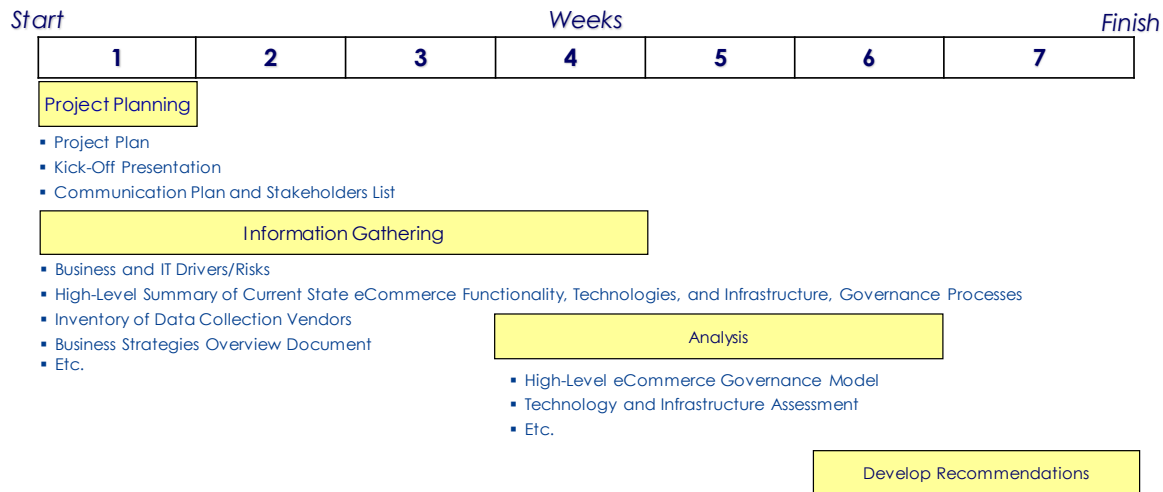 Start Weeks Finish
1 2 3 4 5 6 7
Project Planning
▪ Project Plan
▪ Kick-Off Presentation
▪ Communication Plan and Stakeholders List
Information Gathering
▪ Business and IT Drivers/Risks
▪ High-Level Summary of Current State eCommerce Functionality, Technologies, and Infrastructure, Governance Processes
▪ Inventory of Data Collection Vendors
▪ Business Strategies Overview Document
▪ Etc.
Analysis
▪ High-Level eCommerce Governance Model
▪ Technology and Infrastructure Assessment
▪ Etc.
Develop Recommendations